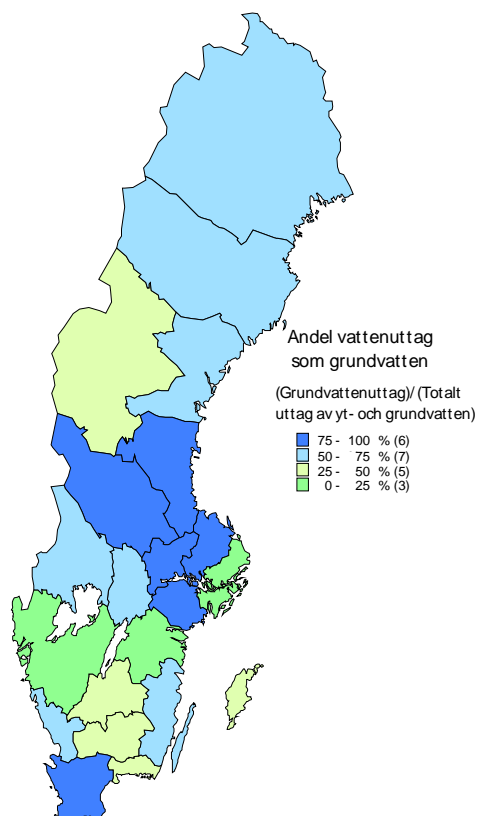 Andel vattenuttag
som grundvatten
(Grundvattenuttag)/(Totalt
uttag av yt- och grundvatten)
75 - 100 % (6)
50 - 75 % (7)
25 - 50 % (5)
0 - 25 % (3)